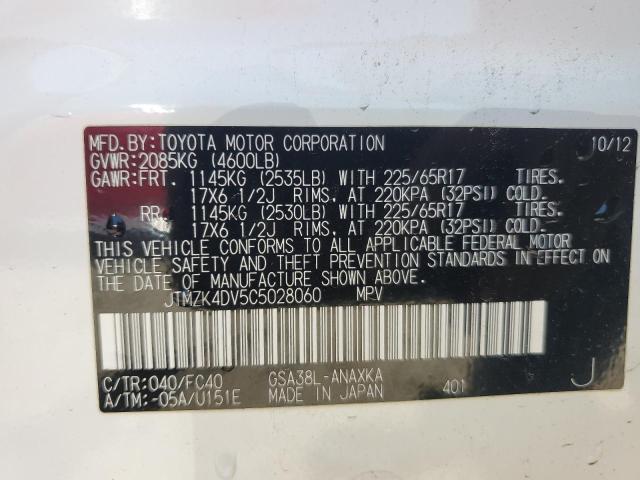 MFD.BY:TOYOTA MOTOR CORPORATION 10/12
GVWR:2085KG (4600LB)
GAWR:FRT. 1145KG (2535LB) WITH 225/65R17 TIRES.
17X6 1/2J RIMS. AT 220KPA (32PSI) COLD.
RR. 1145KG (2530LB) WITH 225/65R17 TIRES.
17X6 1/2J RIMS. AT 220KPA (32PSI) COLD.
THIS VEHICLE CONFORMS TO ALL APPLICABLE FEDERAL MOTOR
VEHICLE SAFETY AND THEFT PREVENTION STANDARDS IN EFFECT ON
THE DATE OF MANUFACTURE SHOWN ABOVE.
JTMZK4DV5C5028060 MPV
C/TR:040/FC40 GSA38L-ANAXKA J
A/TM:-05A/U151E MADE IN JAPAN 401